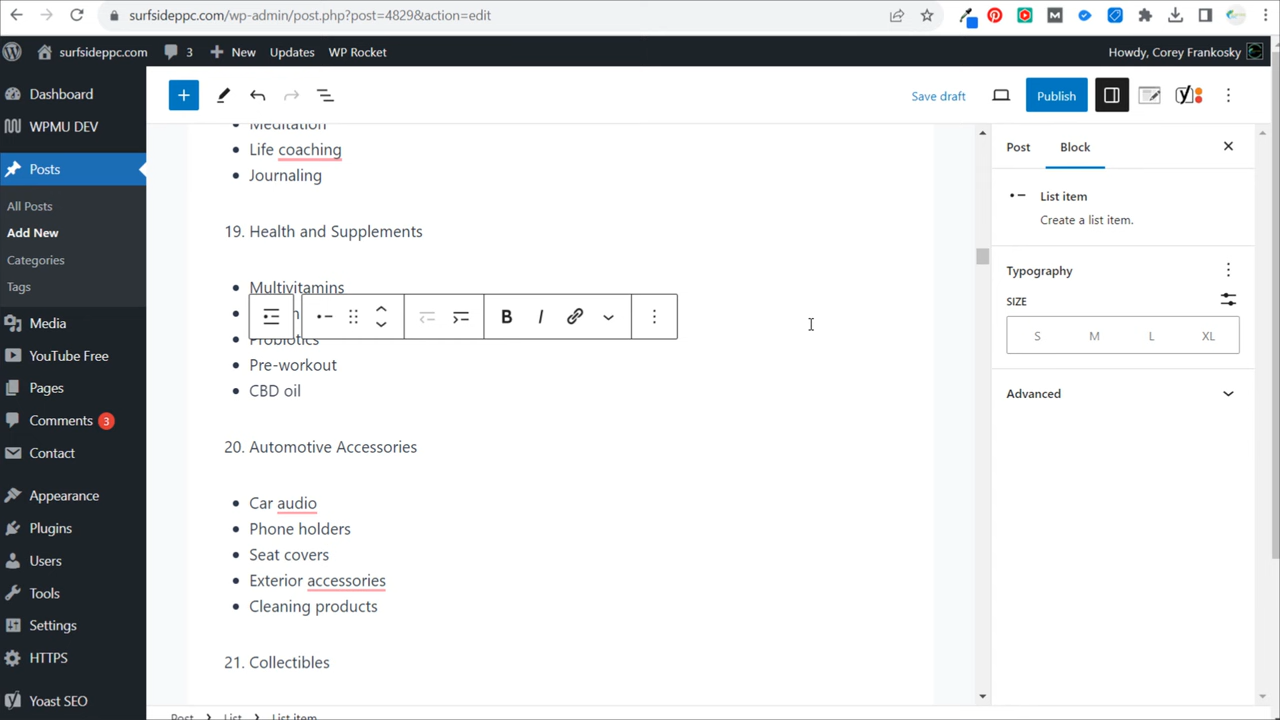 surfsideppc.com/wp-admin/post.php?post=4829&action=edit
surfsideppc.com
3
New
Updates
WP Rocket
Howdy, Corey Frankosky
Dashboard
WPMU DEV
Posts
All Posts
Add New
Categories
Tags
Media
YouTube Free
Pages
Comments 3
Contact
Appearance
Plugins
Users
Tools
Settings
HTTPS
Yoast SEO
Save draft
Publish
Meditation
Life coaching
Journaling
19. Health and Supplements
Multivitamins
Probiotics
Pre-workout
CBD oil
20. Automotive Accessories
Car audio
Phone holders
Seat covers
Exterior accessories
Cleaning products
21. Collectibles
B I
Post
Block
List item
Create a list item.
Typography
SIZE
S M L XL
Advanced
Post > List > List item